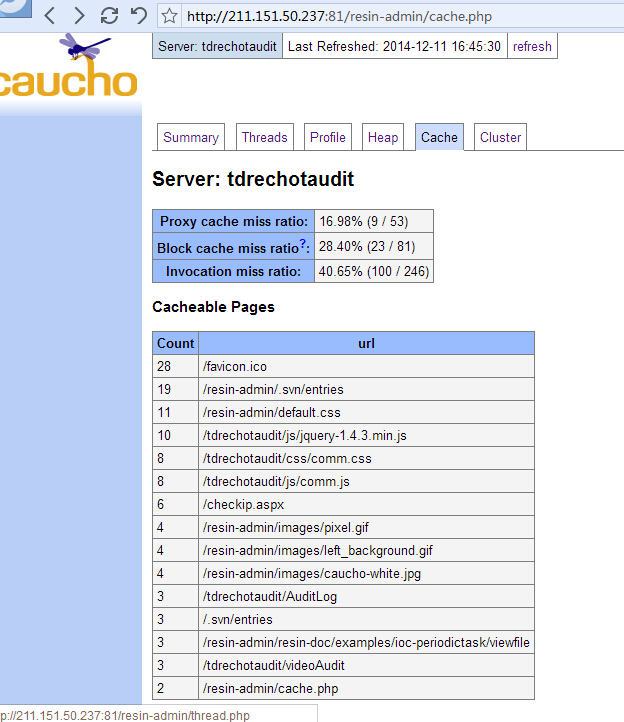 http://211.151.50.237:81/resin-admin/cache.php
caucho
Server: tdrechotaudit Last Refreshed: 2014-12-11 16:45:30 refresh
Summary Threads Profile Heap Cache Cluster
Server: tdrechotaudit
Proxy cache miss ratio: 16.98% (9 / 53)
Block cache miss ratio?: 28.40% (23 / 81)
Invocation miss ratio: 40.65% (100 / 246)
Cacheable Pages
Count url
28 /favicon.ico
19 /resin-admin/.svn/entries
11 /resin-admin/default.css
10 /tdrechotaudit/js/jquery-1.4.3.min.js
8 /tdrechotaudit/css/comm.css
8 /tdrechotaudit/js/comm.js
6 /checkip.aspx
4 /resin-admin/images/pixel.gif
4 /resin-admin/images/left_background.gif
4 /resin-admin/images/caucho-white.jpg
3 /tdrechotaudit/AuditLog
3 /.svn/entries
3 /resin-admin/resin-doc/examples/ioc-periodictask/viewfile
3 /tdrechotaudit/videoAudit
2 /resin-admin/cache.php
p://211.151.50.237:81/resin-admin/thread.php